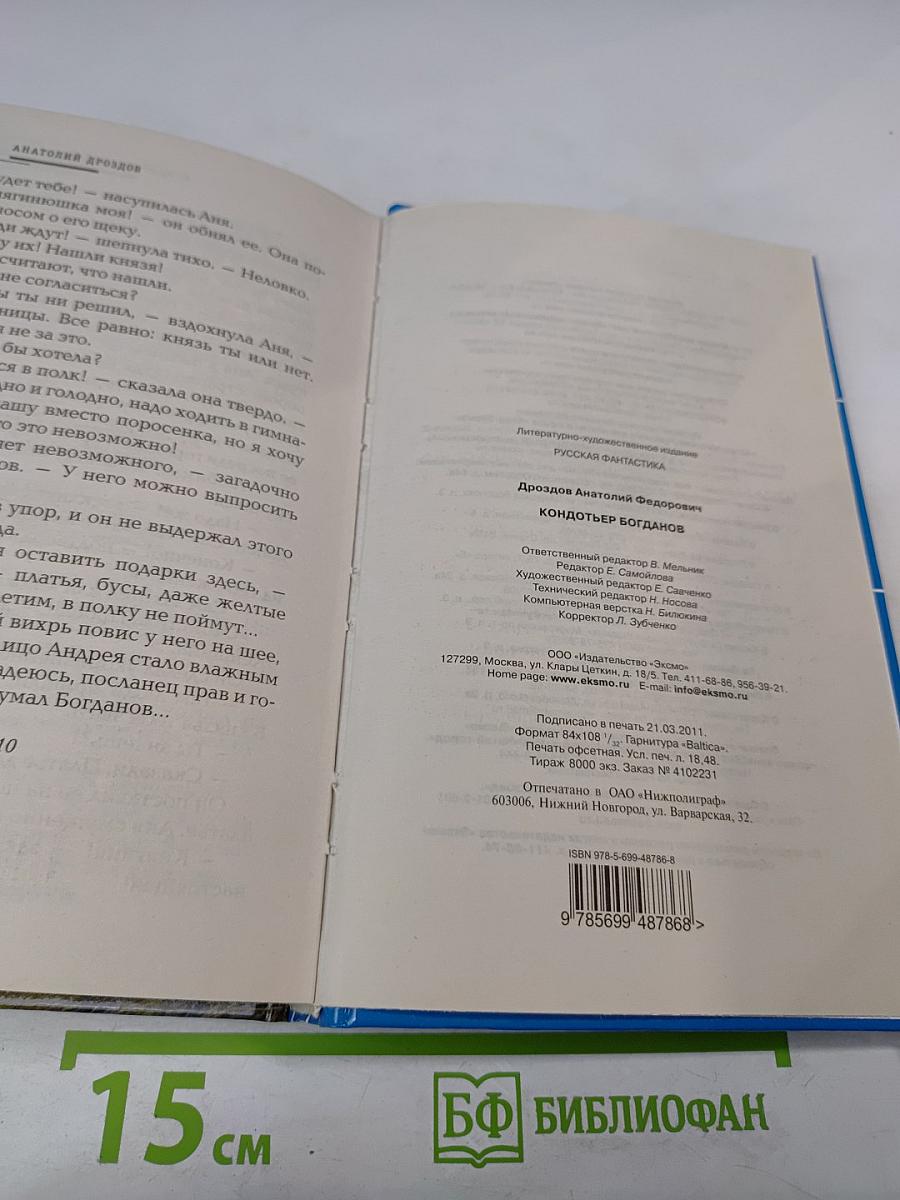 АНАТОЛИЙ ДРОЗДОВ
удет тебе! — насупилась Аня.
ягинюшка моя! — он обнял ее. Она по-
носом о его щеку.
ди ждут! — шепнула тихо. — Неловко.
у их! Нашли князя!
считают, что нашли.
не согласиться?
ы ты ни решил, — вздохнула Аня, —
ницы. Все равно: князь ты или нет.
я не за это.
бы хотела?
ся в полк! — сказала она твердо. —
дно и голодно, надо ходить в гимна-
ашу вместо поросенка, но я хочу
то это невозможно!
нет невозможного, — загадочно
ов. — У него можно выпросить
в упор, и он не выдержал этого
да.
я оставить подарки здесь, —
– платья, бусы, даже желтые
етим, в полку не поймут...
й вихрь повис у него на шее,
лицо Андрея стало влажным
адеюсь, посланец прав и го-
умал Богданов...
10
Литературно-художественное издание
РУССКАЯ ФАНТАСТИКА
Дроздов Анатолий Федорович
КОНДОТЬЕР БОГДАНОВ
Ответственный редактор В. Мельник
Редактор Е. Самойлова
Художественный редактор Е. Савченко
Технический редактор Н. Носова
Компьютерная верстка Н. Билюкина
Корректор Л. Зубченко
ООО «Издательство «Эксмо»
127299, Москва, ул. Клары Цеткин, д. 18/5. Тел. 411-68-86, 956-39-21.
Home page: www.eksmo.ru E-mail: info@eksmo.ru
Подписано в печать 21.03.2011.
Формат 84x108 1/32. Гарнитура «Baltica».
Печать офсетная. Усл. печ. л. 18,48.
Тираж 8000 экз. Заказ № 4102231
Отпечатано в ОАО «Нижполиграф»
603006, Нижний Новгород, ул. Варварская, 32.
ISBN 978-5-699-48786-8
9 785699 487868 >
15 см
БФ БИБЛИОФАН